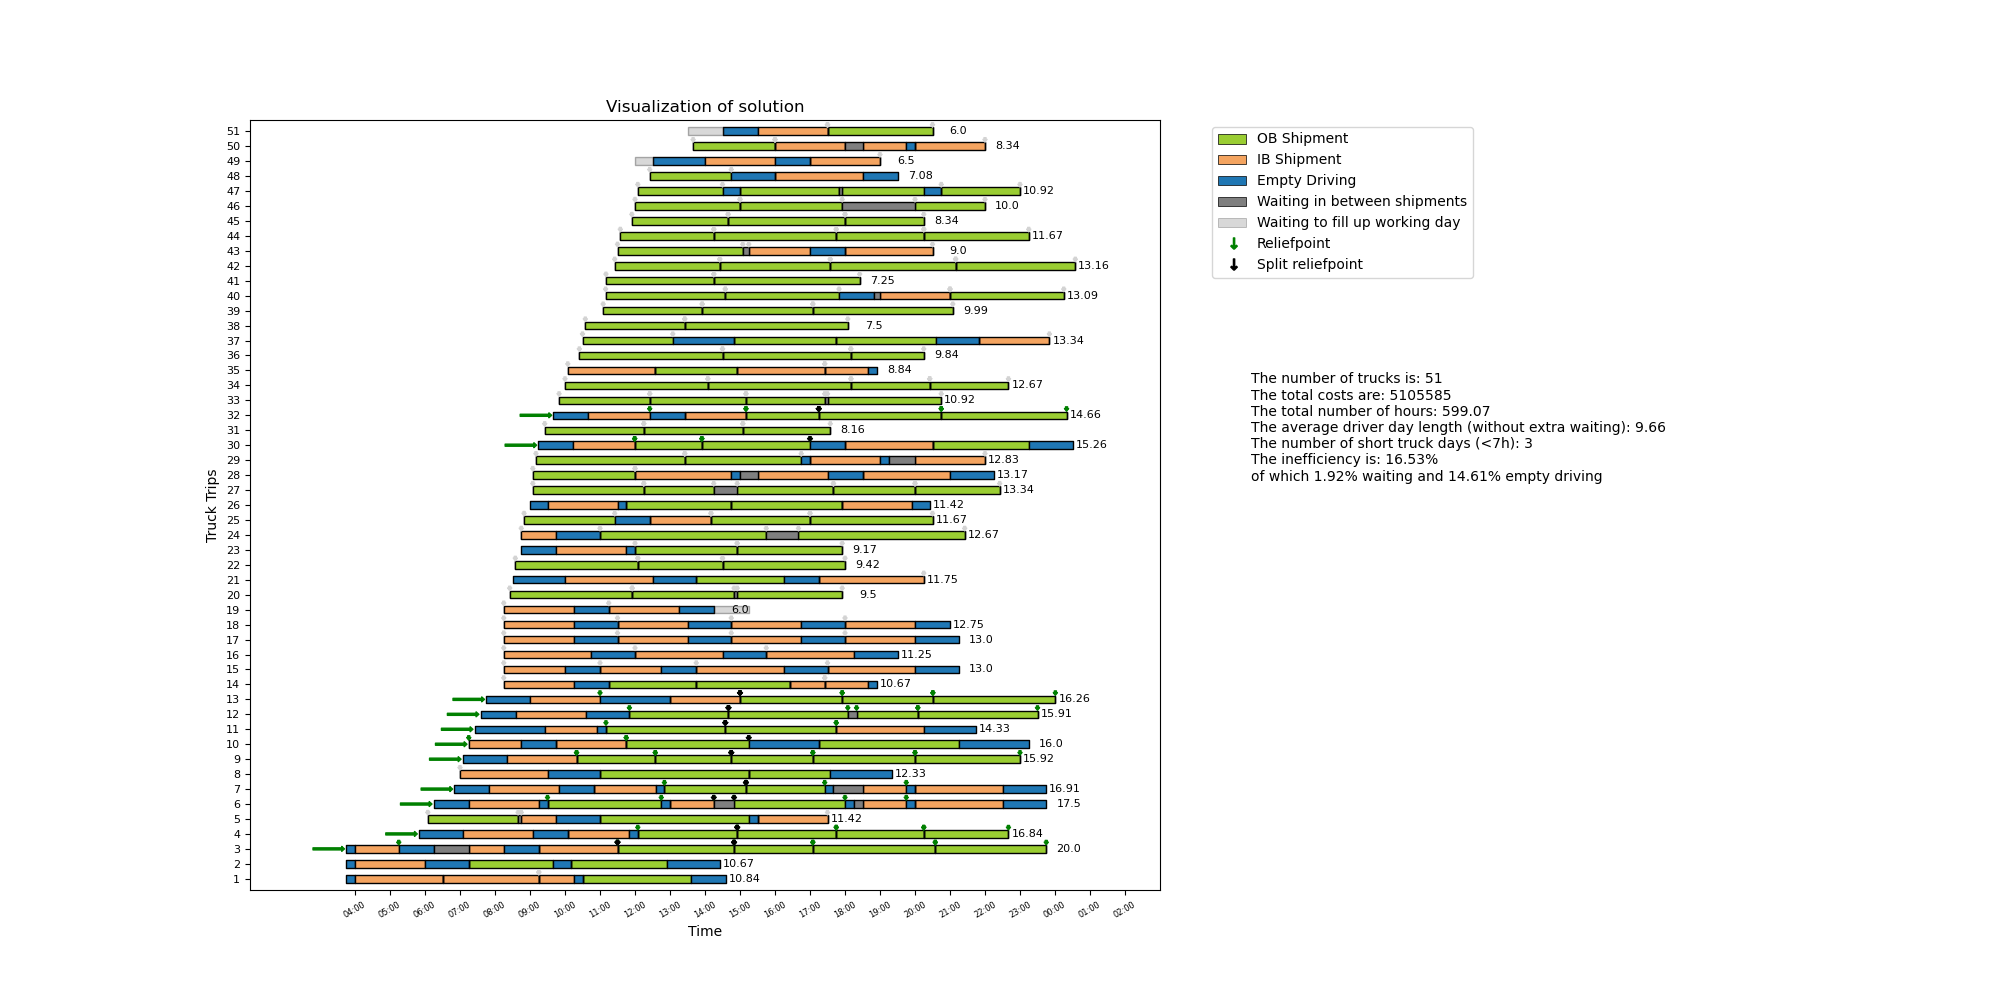 Visualization of solution
51 6.0
50 8.34
49 6.5
48 7.08
47 10.92
46 10.0
45 8.34
44 11.67
43 9.0
42 13.16
41 7.25
40 13.09
39 9.99
38 7.5
37 13.34
36 9.84
35 8.84
34 12.67
33 10.92
32 14.66
31 8.16
30 15.26
29 12.83
28 13.17
27 13.34
26 11.42
25 11.67
24 12.67
23 9.17
22 9.42
21 11.75
20 9.5
19 6.0
18 12.75
17 13.0
16 11.25
15 13.0
14 10.67
13 16.26
12 15.91
11 14.33
10 16.0
9 15.92
8 12.33
7 16.91
6 17.5
5 11.42
4 16.84
3 20.0
2 10.67
1 10.84
Truck Trips
04:00 05:00 06:00 07:00 08:00 09:00 10:00 11:00 12:00 13:00 14:00 15:00 16:00 17:00 18:00 19:00 20:00 21:00 22:00 23:00 00:00 01:00 02:00
Time
OB Shipment
IB Shipment
Empty Driving
Waiting in between shipments
Waiting to fill up working day
Reliefpoint
Split reliefpoint
The number of trucks is: 51
The total costs are: 5105585
The total number of hours: 599.07
The average driver day length (without extra waiting): 9.66
The number of short truck days (<7h): 3
The inefficiency is: 16.53%
of which 1.92% waiting and 14.61% empty driving